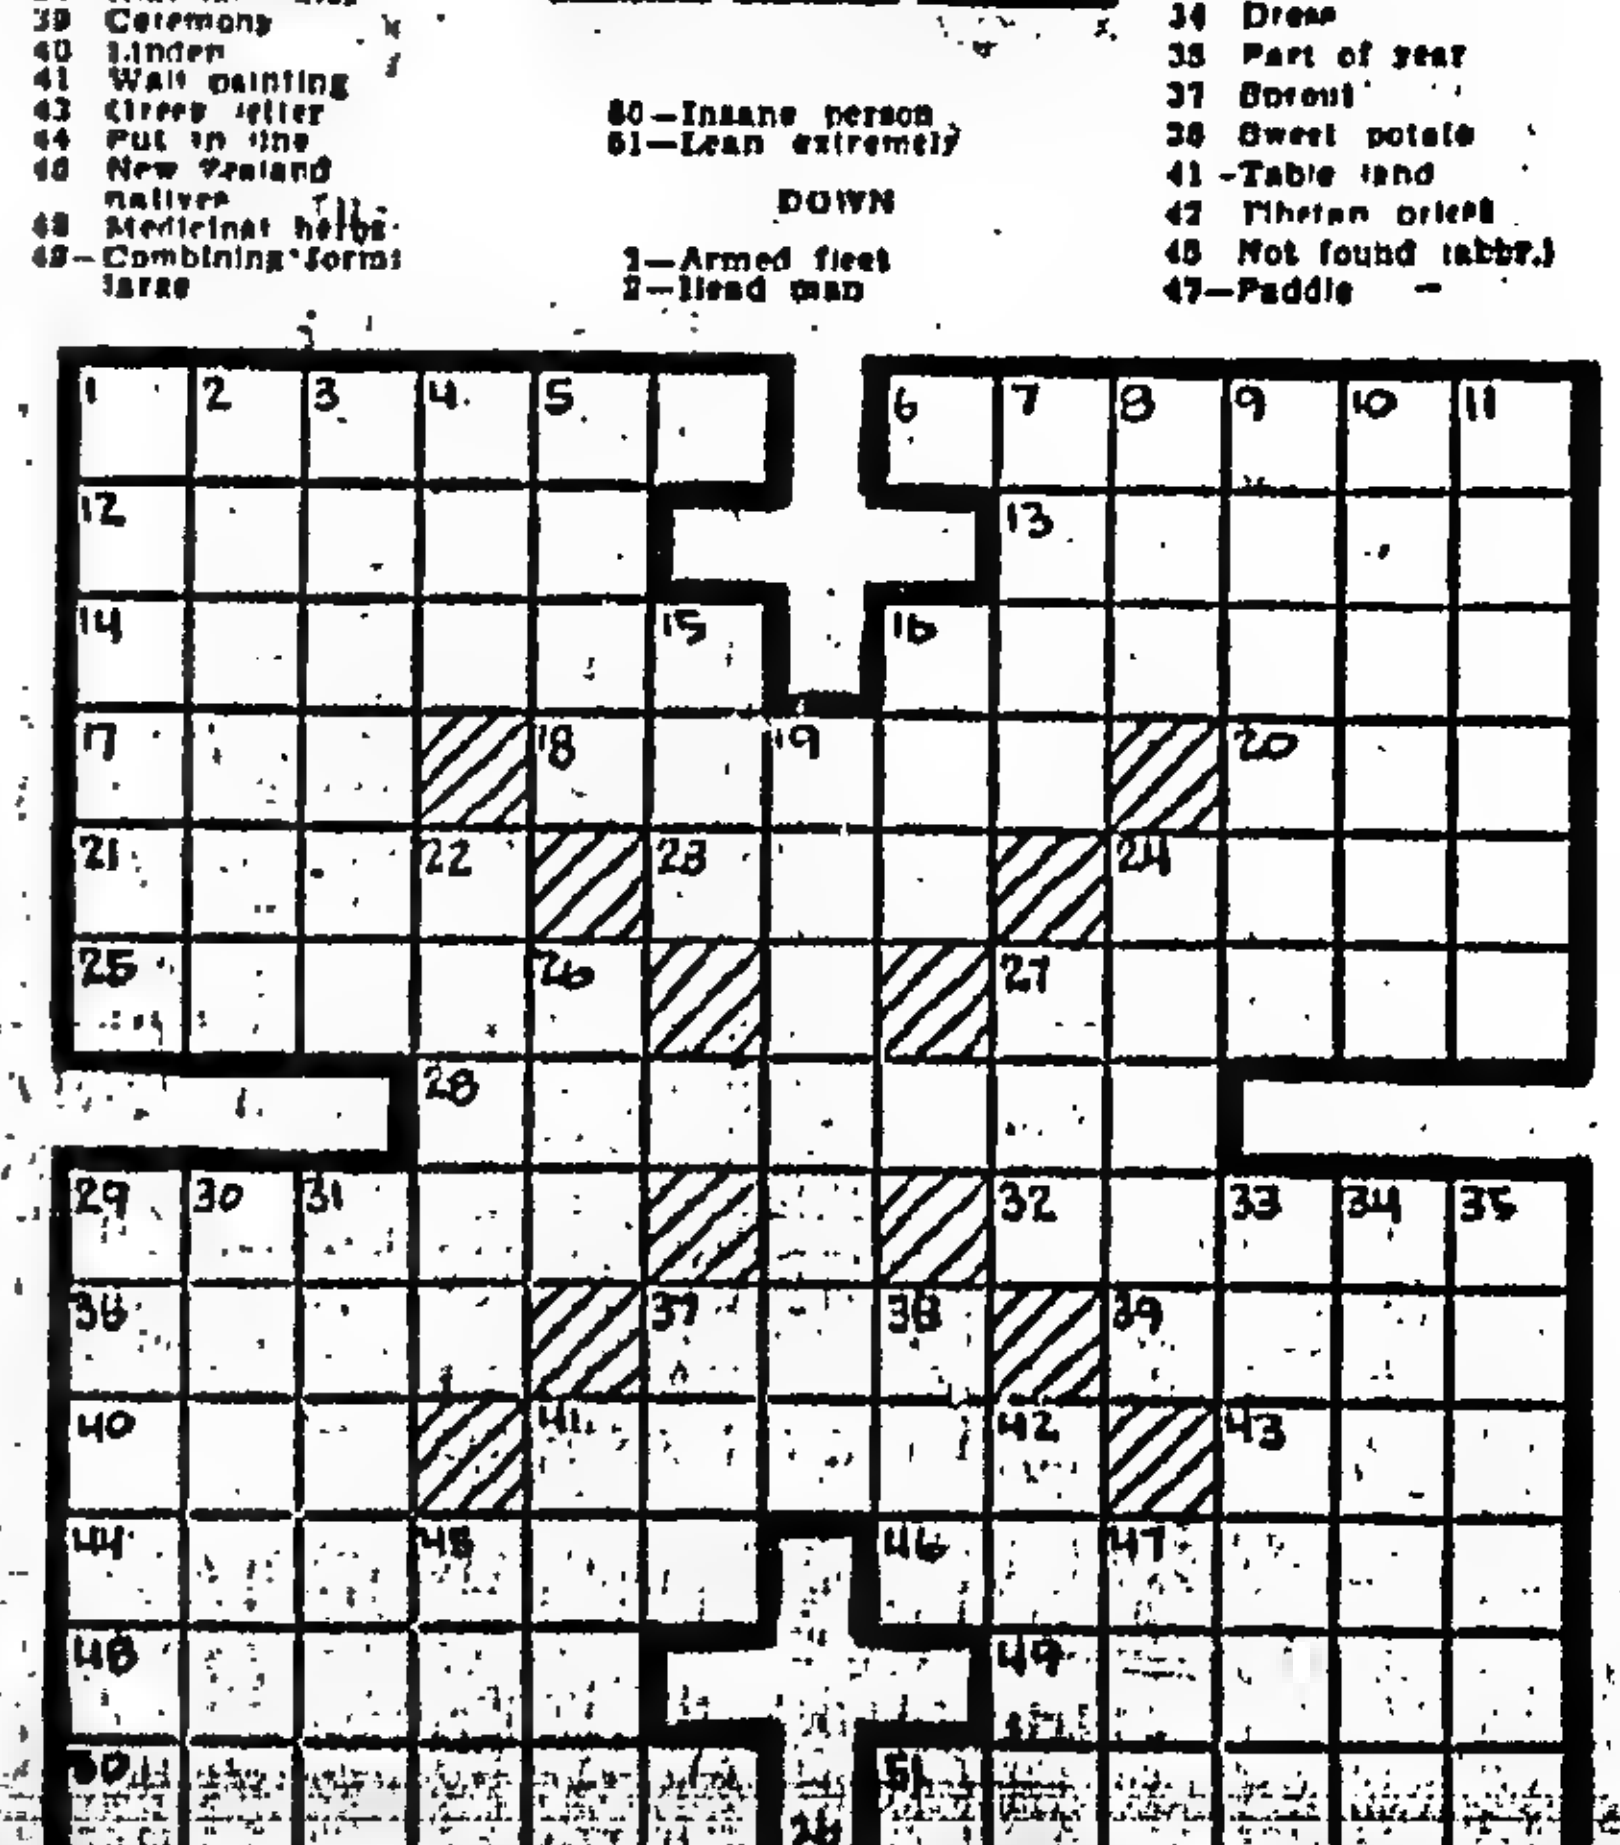 39 Ceremony
40 Linden
41 Wall painting
43 Greek letter
44 Put in line
46 New Zealand
natives
48 Medicinal herbs
49—Combining forms
large
50—Insane person
51—Lean extremely
DOWN
1—Armed fleet
2—Head man
34 Dress
35 Part of year
37 Sprout
38 Sweet potato
41—Table land
42 Tibetan priest
45 Not found (abbr.)
47—Paddle
1 2 3 4 5 6 7 8 9 10 11
12 13
14 15 16
17 18 19 20
21 22 23 24
25 26 27
28
29 30 31 32 33 34 35
36 37 38 39
40 41 42 43
44 45 46 47
48 49
50 51
26